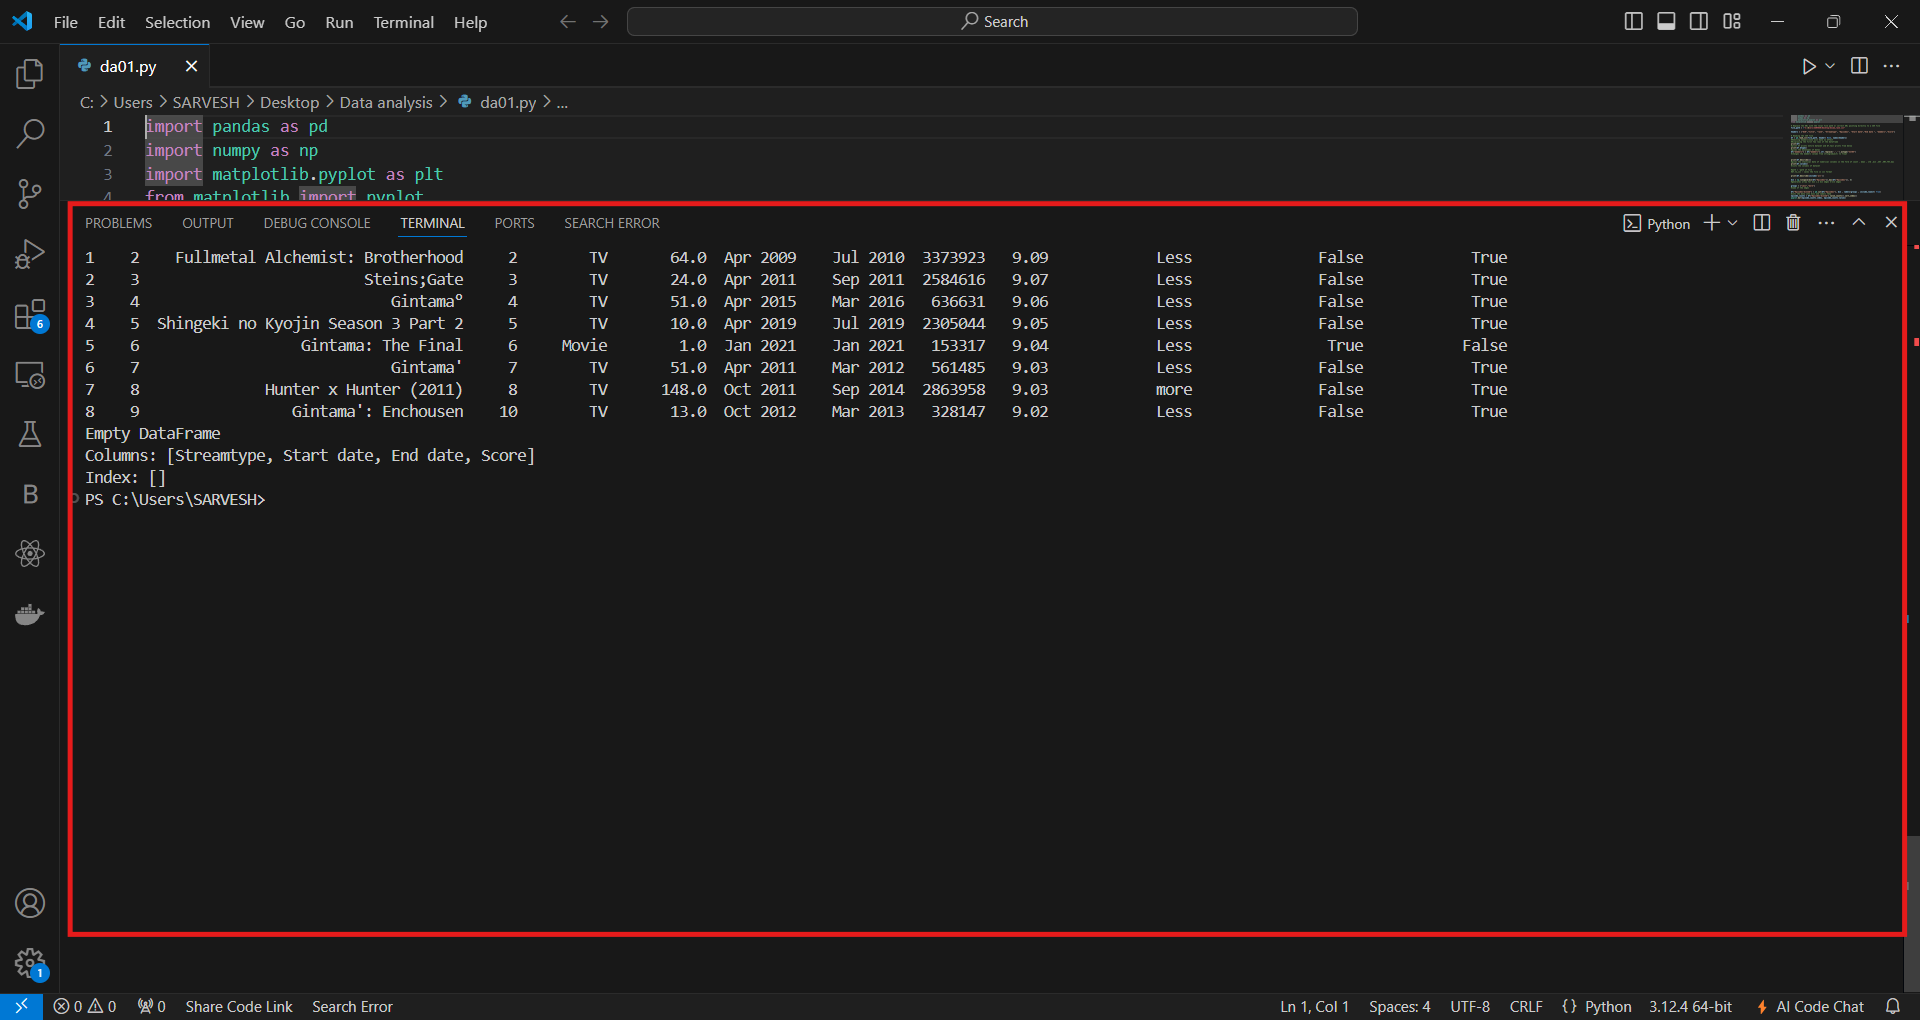 File Edit Selection View Go Run Terminal Help Search
da01.py
C: > Users > SARVESH > Desktop > Data analysis > da01.py > ...
1 import pandas as pd
2 import numpy as np
3 import matplotlib.pyplot as plt
4 from matplotlib import pyplot
PROBLEMS OUTPUT DEBUG CONSOLE TERMINAL PORTS SEARCH ERROR Python
1 2 Fullmetal Alchemist: Brotherhood 2 TV 64.0 Apr 2009 Jul 2010 3373923 9.09 Less False True
2 3 Steins;Gate 3 TV 24.0 Apr 2011 Sep 2011 2584616 9.07 Less False True
3 4 Gintama° 4 TV 51.0 Apr 2015 Mar 2016 636631 9.06 Less False True
4 5 Shingeki no Kyojin Season 3 Part 2 5 TV 10.0 Apr 2019 Jul 2019 2305044 9.05 Less False True
5 6 Gintama: The Final 6 Movie 1.0 Jan 2021 Jan 2021 153317 9.04 Less True False
6 7 Gintama' 7 TV 51.0 Apr 2011 Mar 2012 561485 9.03 Less False True
7 8 Hunter x Hunter (2011) 8 TV 148.0 Oct 2011 Sep 2014 2863958 9.03 more False True
8 9 Gintama': Enchousen 10 TV 13.0 Oct 2012 Mar 2013 328147 9.02 Less False True
Empty DataFrame
Columns: [Streamtype, Start date, End date, Score]
Index: []
PS C:\Users\SARVESH>
6
B
1
0 0 0 Share Code Link Search Error Ln 1, Col 1 Spaces: 4 UTF-8 CRLF {} Python 3.12.4 64-bit AI Code Chat